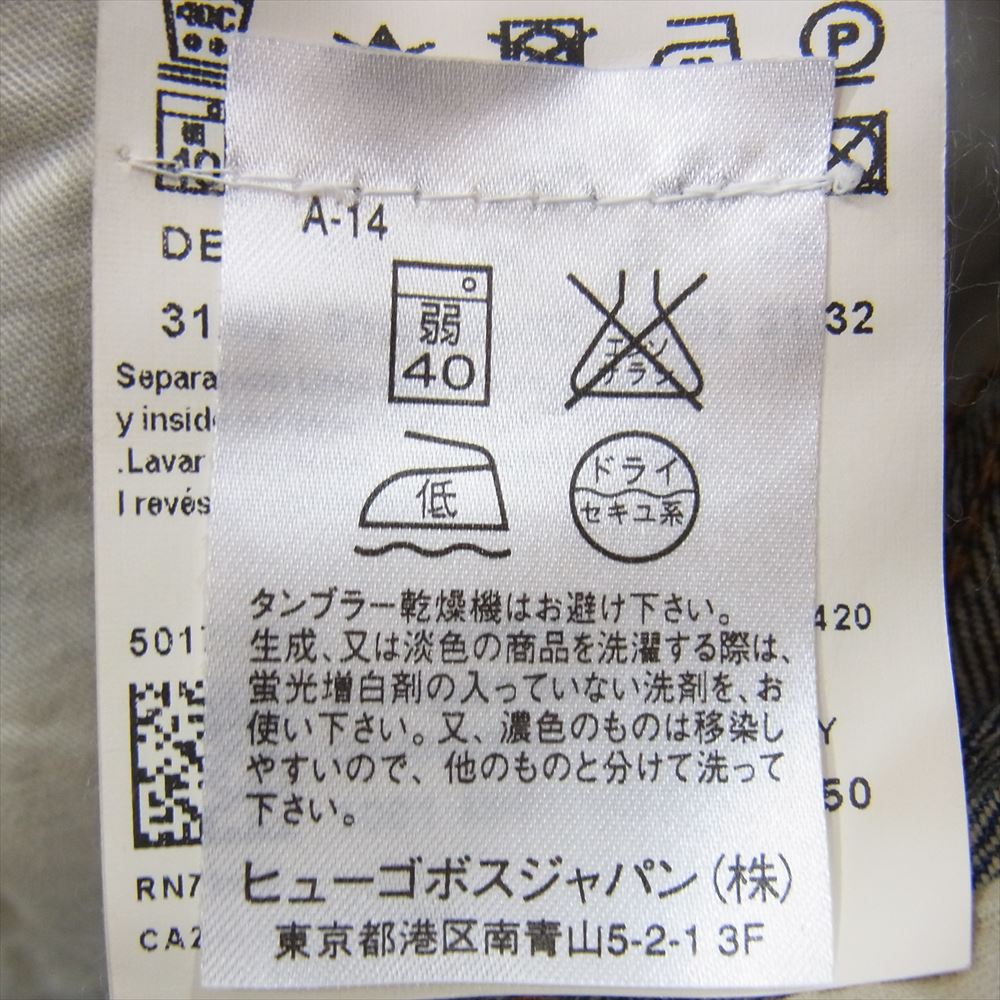 40C
P
40
DE
A-14
31
32
弱
40
エンソ
サラシ
Separa
y insid
.Lavar
l revés
低
ドライ
セキユ系
タンブラー乾燥機はお避け下さい。
生成、又は淡色の商品を洗濯する際は、
蛍光増白剤の入っていない洗剤を、お
使い下さい。又、濃色のものは移染し
やすいので、他のものと分けて洗って
下さい。
501
420
Y
50
RN7
CA2
ヒューゴボスジャパン（株）
東京都港区南青山5-2-1 3F